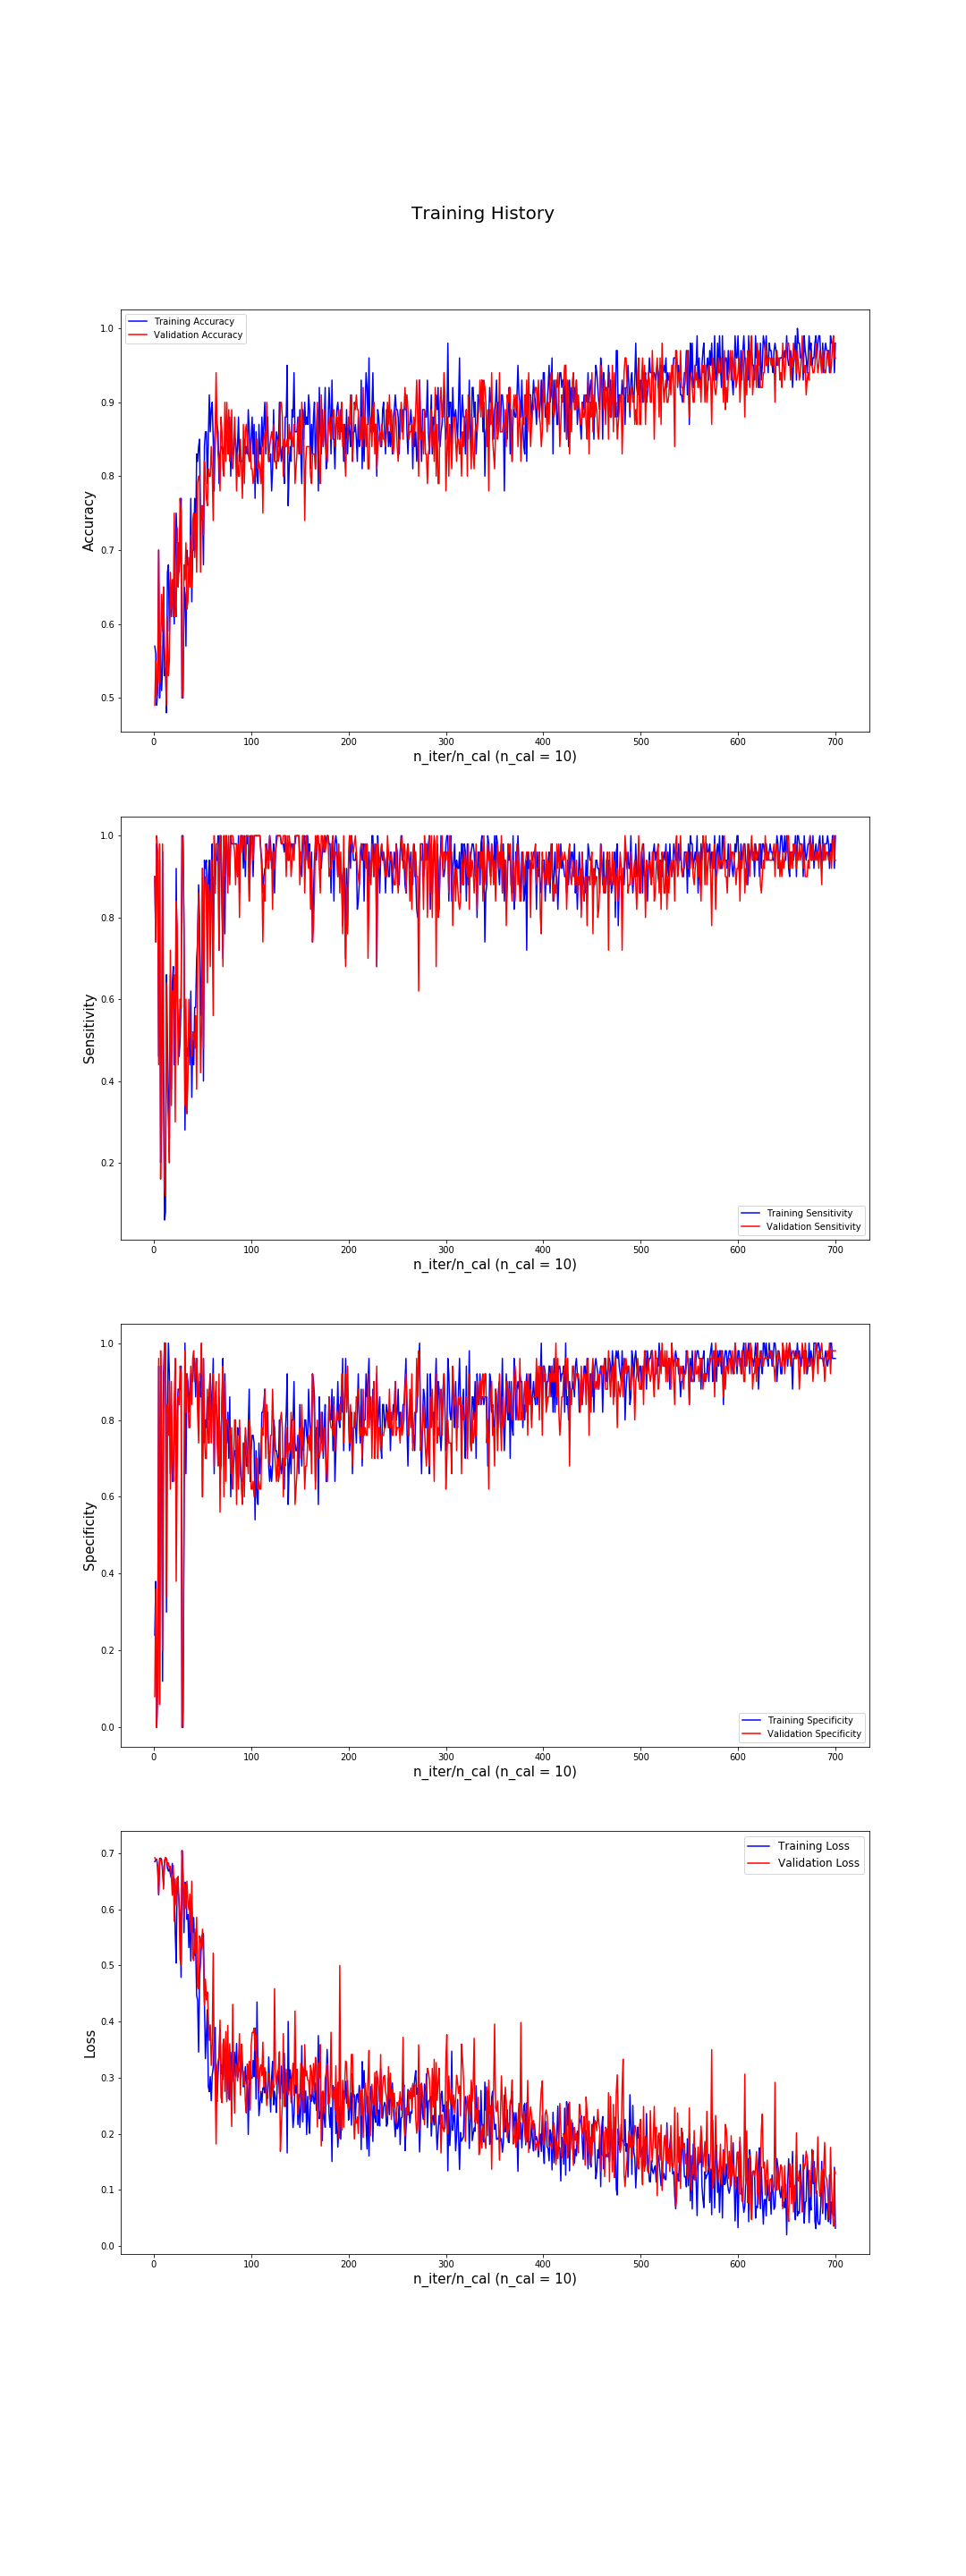 Training History
Training Accuracy
Validation Accuracy
1.0
0.9
0.8
0.7
0.6
0.5
Accuracy
0 100 200 300 400 500 600 700
n_iter/n_cal (n_cal = 10)
1.0
0.8
0.6
0.4
0.2
Sensitivity
Training Sensitivity
Validation Sensitivity
0 100 200 300 400 500 600 700
n_iter/n_cal (n_cal = 10)
1.0
0.8
0.6
0.4
0.2
0.0
Specificity
Training Specificity
Validation Specificity
0 100 200 300 400 500 600 700
n_iter/n_cal (n_cal = 10)
Training Loss
Validation Loss
0.7
0.6
0.5
0.4
0.3
0.2
0.1
0.0
Loss
0 100 200 300 400 500 600 700
n_iter/n_cal (n_cal = 10)